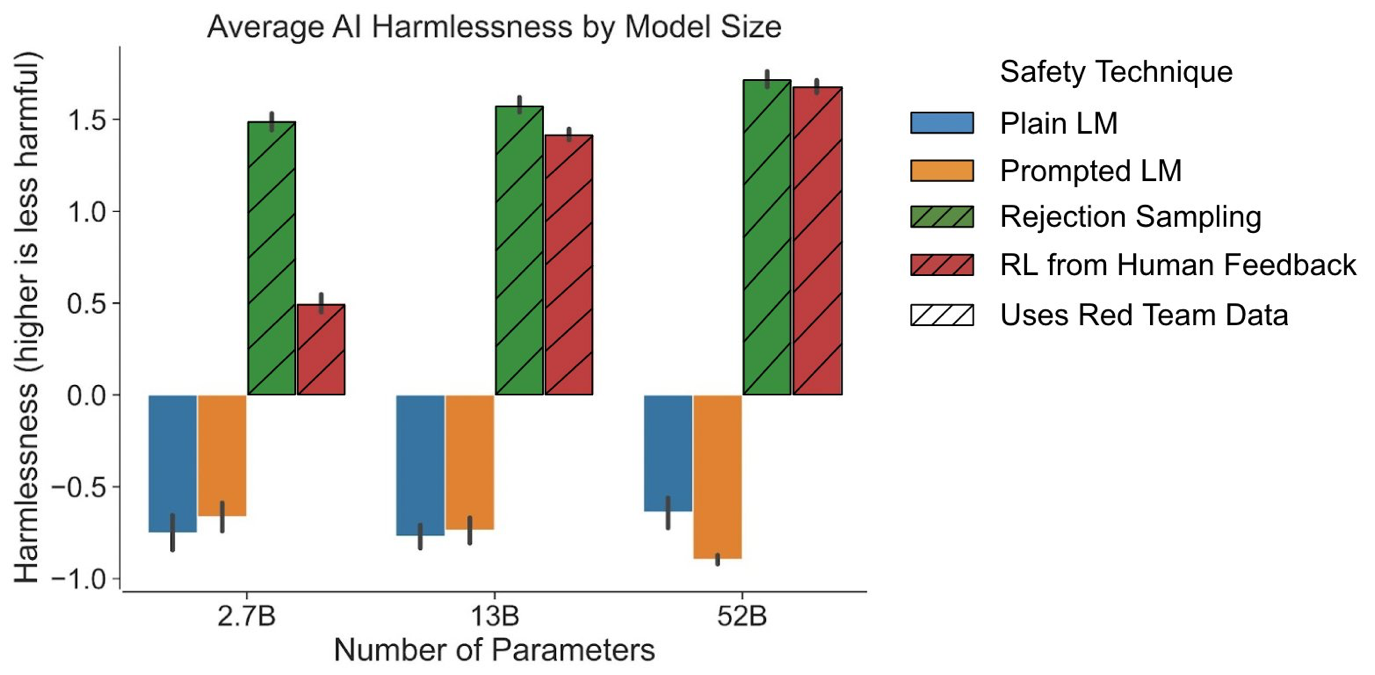 Average AI Harmlessness by Model Size
Harmlessness (higher is less harmful)
1.5
1.0
0.5
0.0
−0.5
−1.0
2.7B
13B
52B
Number of Parameters
Safety Technique
Plain LM
Prompted LM
Rejection Sampling
RL from Human Feedback
Uses Red Team Data